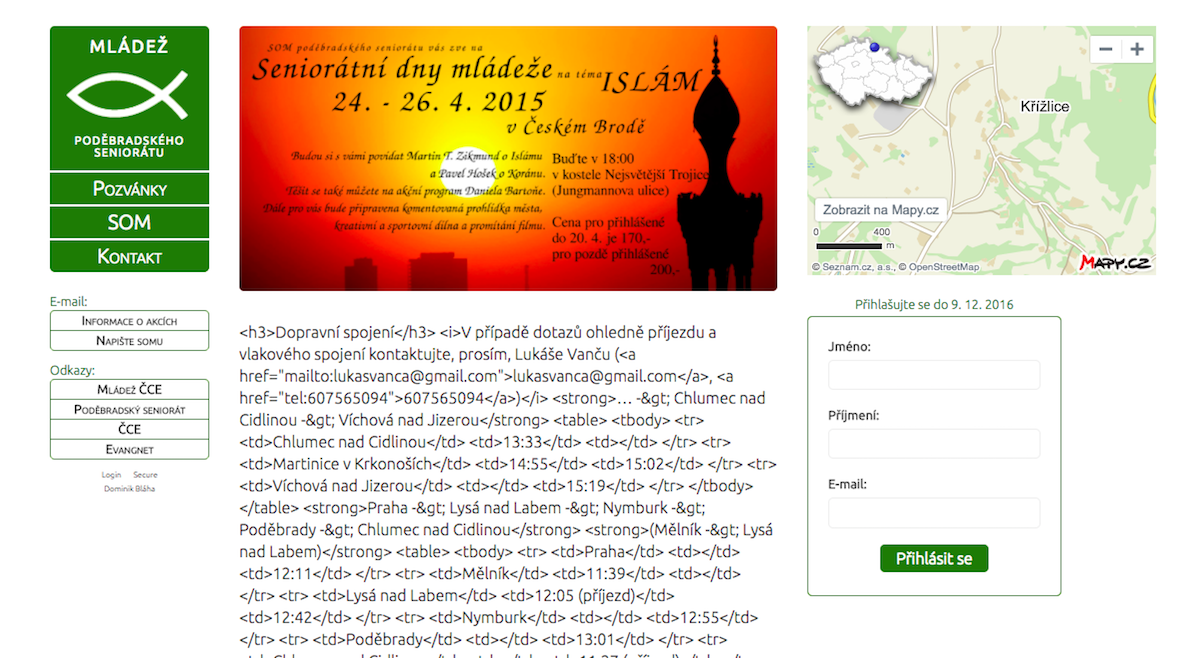 MLÁDEŽ
PODĚBRADSKÉHO
SENIORÁTU
POZVÁNKY
SOM
KONTAKT
E-mail:
INFORMACE O AKCÍCH
NAPIŠTE SOMU
Odkazy:
MLÁDEŽ ČCE
PODĚBRADSKÝ SENIORÁT
ČCE
EVANGNET
Login Secure
Dominik Bláha
SOM poděbradského seniorátu vás zve na
Seniorátní dny mládeže na téma ISLÁM
24. - 26. 4. 2015
v Českém Brodě
Budou si s vámi povídat Martin T. Zikmund o Islámu
a Pavel Hošek o Koránu.
Těšit se také můžete na akční program Daniela Bartoně.
Dále pro vás bude připravena komentovaná prohlídka města,
kreativní a sportovní dílna a promítání filmu.
Buďte v 18:00
v kostele Nejsvětější Trojice
(Jungmannova ulice)
Cena pro přihlášené
do 20. 4. je 170,-
pro pozdě přihlášené
200,-
<h3>Dopravní spojení</h3> <i>V případě dotazů ohledně příjezdu a
vlakového spojení kontaktujte, prosím, Lukáše Vanču (<a
href="mailto:lukasvanca@gmail.com">lukasvanca@gmail.com</a>, <a
href="tel:607565094">607565094</a>)</i> <strong>… -&gt; Chlumec nad
Cidlinou -&gt; Víchová nad Jizerou</strong> <table> <tbody> <tr>
<td>Chlumec nad Cidlinou</td> <td>13:33</td> <td></td> </tr> <tr>
<td>Martinice v Krkonoších</td> <td>14:55</td> <td>15:02</td> </tr> <tr>
<td>Víchová nad Jizerou</td> <td></td> <td>15:19</td> </tr> </tbody>
</table> <strong>Praha -&gt; Lysá nad Labem -&gt; Nymburk -&gt;
Poděbrady -&gt; Chlumec nad Cidlinou</strong> <strong>(Mělník -&gt; Lysá
nad Labem)</strong> <table> <tbody> <tr> <td>Praha</td> <td></td>
<td>12:11</td> </tr> <tr> <td>Mělník</td> <td>11:39</td> <td></td>
</tr> <tr> <td>Lysá nad Labem</td> <td>12:05 (příjezd)</td>
<td>12:42</td> </tr> <tr> <td>Nymburk</td> <td></td> <td>12:55</td>
</tr> <tr> <td>Poděbrady</td> <td></td> <td>13:01</td> </tr> <tr>
Křížlice
Zobrazit na Mapy.cz
0 400
m
© Seznam.cz, a.s., © OpenStreetMap
MAPY.CZ
Přihlašujte se do 9. 12. 2016
Jméno:
Příjmení:
E-mail:
Přihlásit se